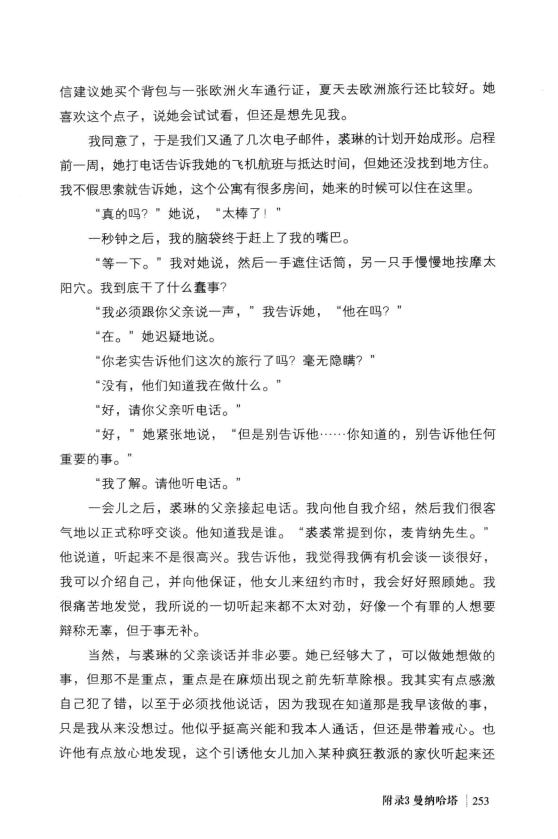 信建议她买个背包与一张欧洲火车通行证，夏天去欧洲旅行还比较好。她
喜欢这个点子，说她会试试看，但还是想先见我。
我同意了，于是我们又通了几次电子邮件，裘琳的计划开始成形。启程
前一周，她打电话告诉我她的飞机航班与抵达时间，但她还没找到地方住。
我不假思索就告诉她，这个公寓有很多房间，她来的时候可以住在这里。
“真的吗？”她说，“太棒了！”
一秒钟之后，我的脑袋终于赶上了我的嘴巴。
“等一下。”我对她说，然后一手遮住话筒，另一只手慢慢地按摩太
阳穴。我到底干了什么蠢事？
“我必须跟你父亲说一声，”我告诉她，“他在吗？”
“在。”她迟疑地说。
“你老实告诉他们这次的旅行了吗？毫无隐瞒？”
“没有，他们知道我在做什么。”
“好，请你父亲听电话。”
“好，”她紧张地说，“但是别告诉他……你知道的，别告诉他任何
重要的事。”
“我了解。请他听电话。”
一会儿之后，裘琳的父亲接起电话。我向他自我介绍，然后我们很客
气地以正式称呼交谈。他知道我是谁。“裘裘常提到你，麦肯纳先生。”
他说道，听起来不是很高兴。我告诉他，我觉得我俩有机会谈一谈很好，
我可以介绍自己，并向他保证，他女儿来纽约市时，我会好好照顾她。我
很痛苦地发觉，我所说的一切听起来都不太对劲，好像一个有罪的人想要
辩称无辜，但于事无补。
当然，与裘琳的父亲谈话并非必要。她已经够大了，可以做她想做的
事，但那不是重点，重点是在麻烦出现之前先斩草除根。我其实有点感激
自己犯了错，以至于必须找他说话，因为我现在知道那是我早该做的事，
只是我从来没想过。他似乎挺高兴能和我本人通话，但还是带着戒心。也
许他有点放心地发现，这个引诱他女儿加入某种疯狂教派的家伙听起来还
附录3 曼纳哈塔 | 253